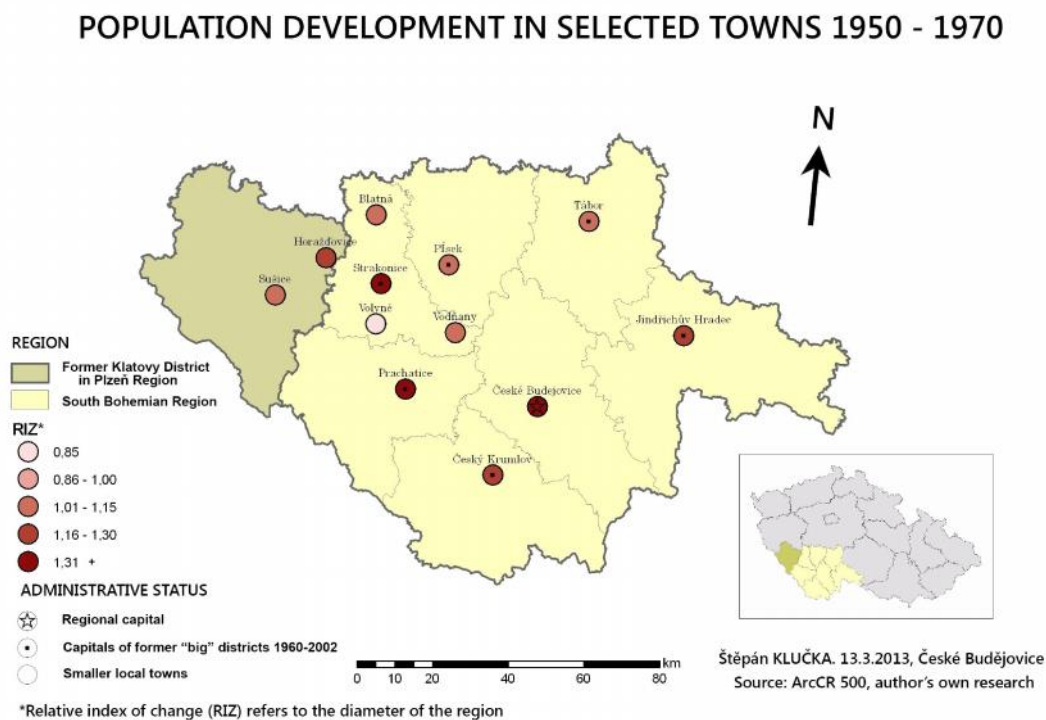 POPULATION DEVELOPMENT IN SELECTED TOWNS 1950 - 1970
N
Blatná
Tábor
Horažďovice
Písek
Strakonice
Sušice
Volyně
Vodňany
Jindřichův Hradec
Prachatice
České Budejovice
Český Krumlov
REGION
Former Klatovy District
in Plzeň Region
South Bohemian Region
RIZ*
0,85
0,86 - 1,00
1,01 - 1,15
1,16 - 1,30
1,31 +
ADMINISTRATIVE STATUS
Regional capital
Capitals of former “big” districts 1960-2002
Smaller local towns
km
0 20 40 60 80
Štěpán KLUČKA. 13.3.2013, České Budějovice
Source: ArcCR 500, author’s own research
*Relative index of change (RIZ) refers to the diameter of the region